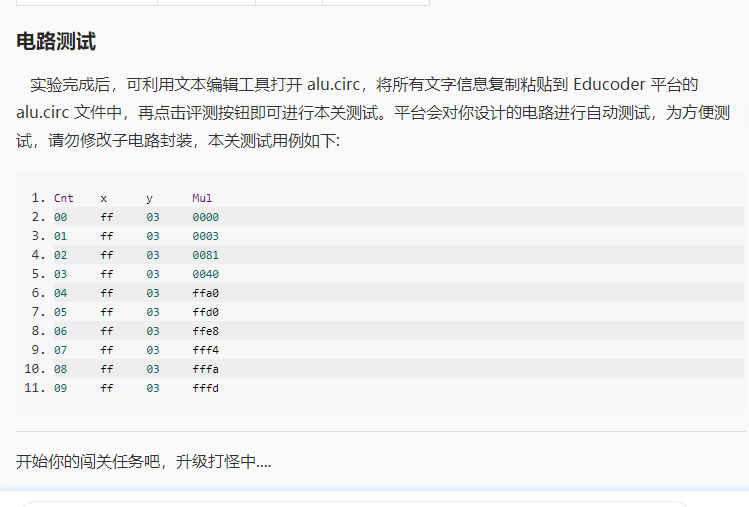 电路测试
实验完成后，可利用文本编辑工具打开 alu.circ，将所有文字信息复制粘贴到 Educoder 平台的
alu.circ 文件中，再点击评测按钮即可进行本关测试。平台会对你设计的电路进行自动测试，为方便测
试，请勿修改子电路封装，本关测试用例如下:
1. Cnt x y Mul
2. 00 ff 03 0000
3. 01 ff 03 0003
4. 02 ff 03 0081
5. 03 ff 03 0040
6. 04 ff 03 ffa0
7. 05 ff 03 ffd0
8. 06 ff 03 ffe8
9. 07 ff 03 fff4
10. 08 ff 03 fffa
11. 09 ff 03 fffd
开始你的闯关任务吧，升级打怪中....